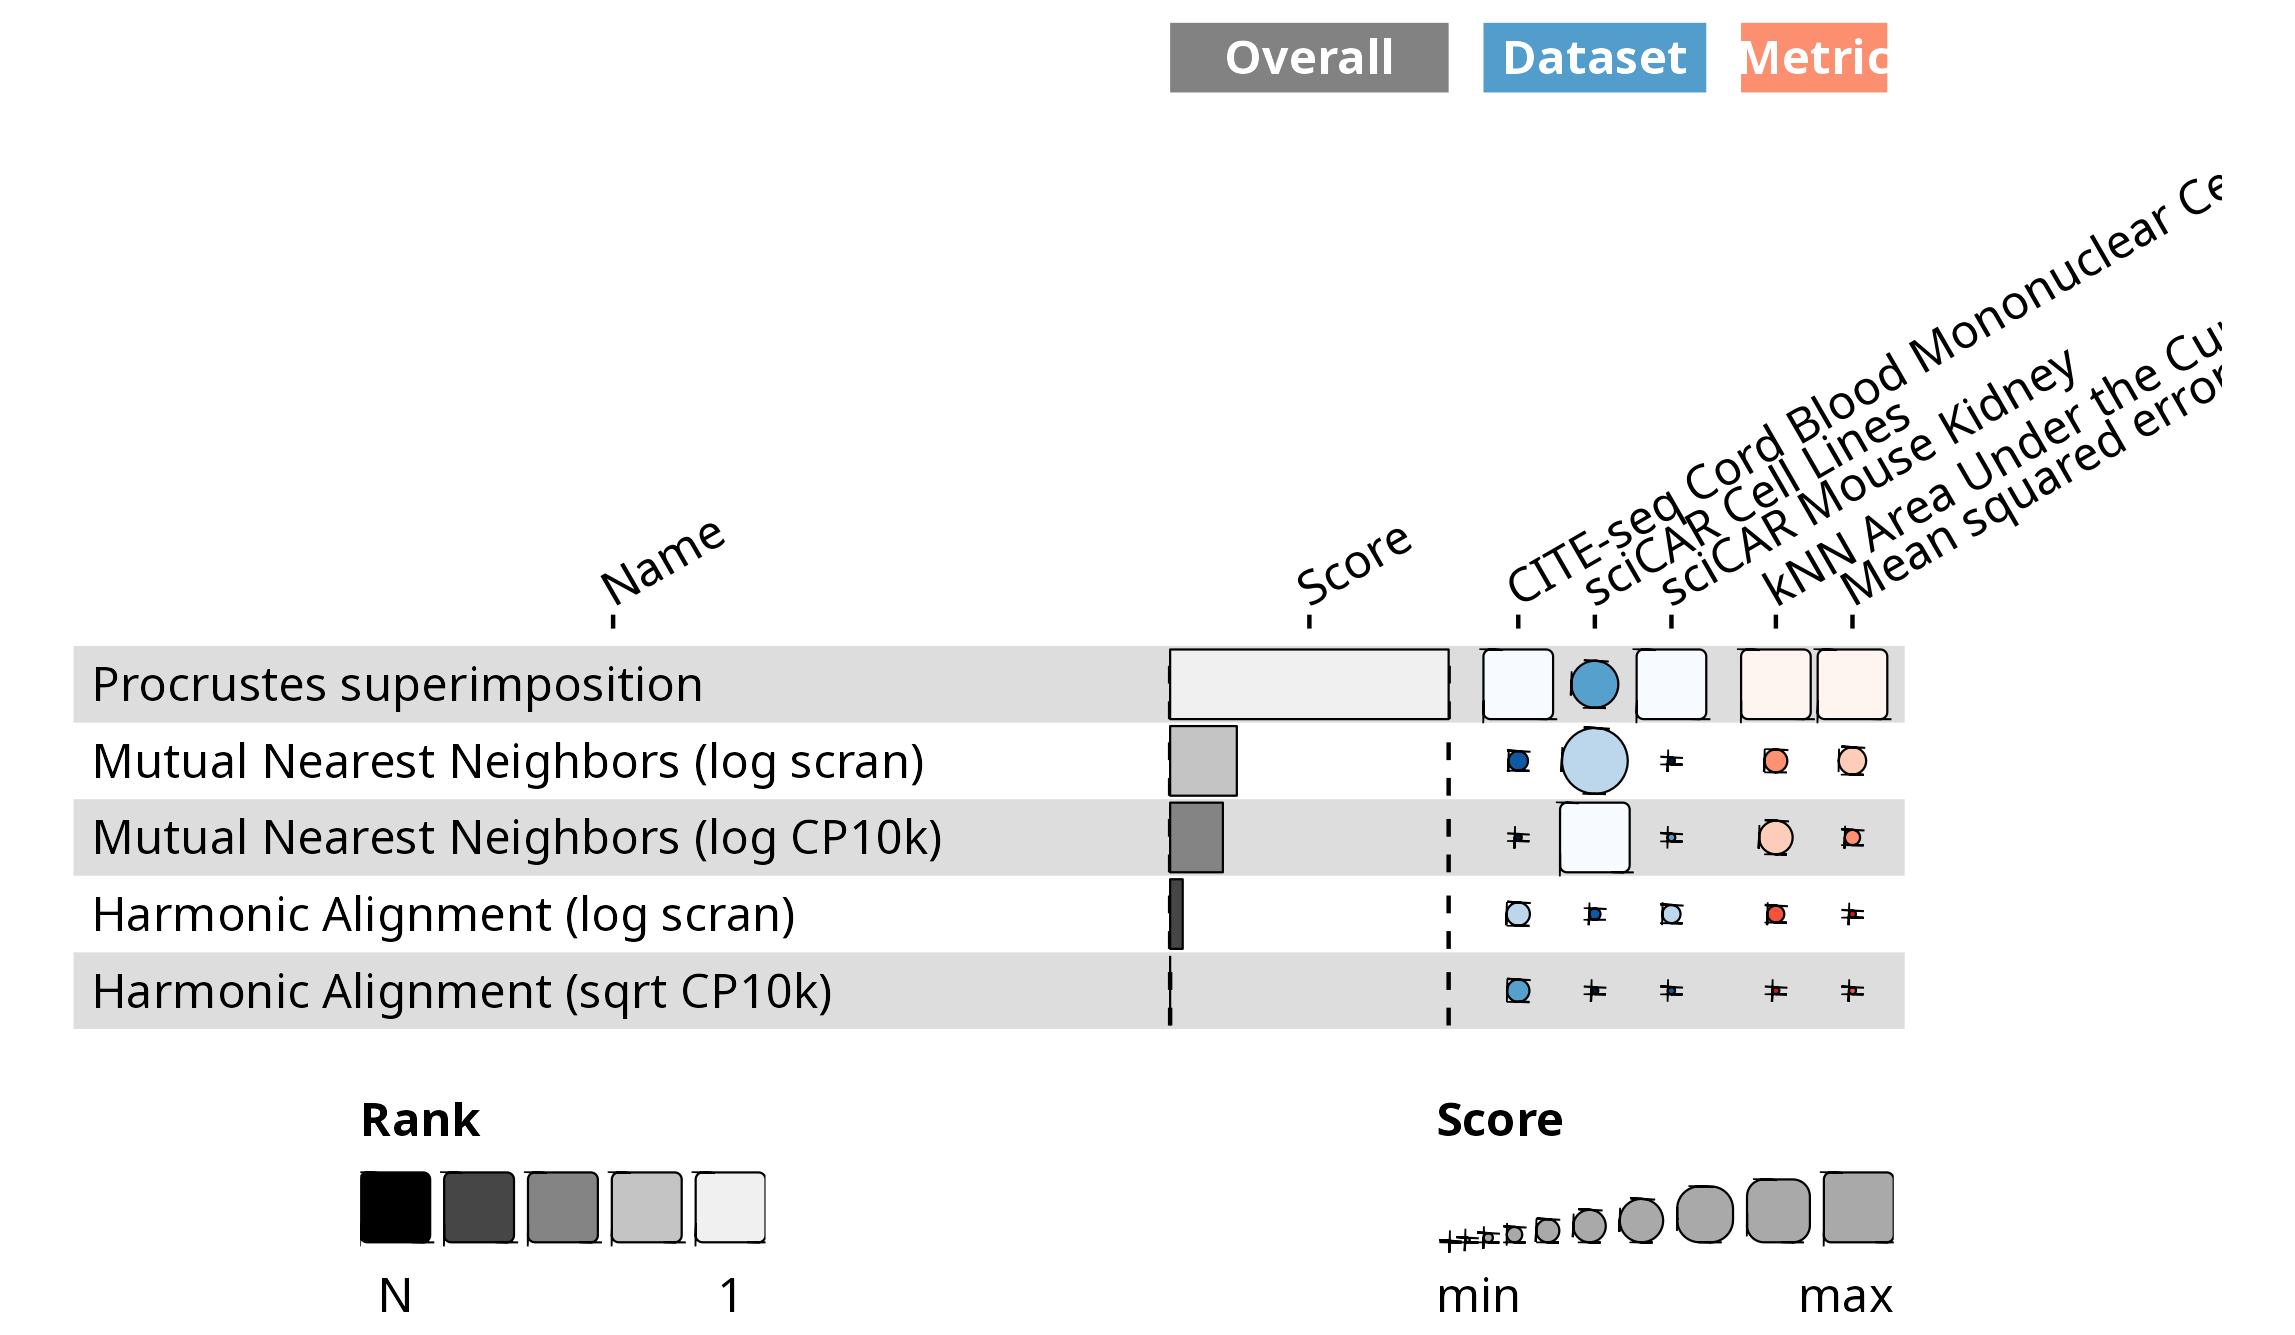 Overall Dataset Metric
Name
Score
CITE-seq Cord Blood Mononuclear Ce
sciCAR Cell Lines
sciCAR Mouse Kidney
kNN Area Under the Cu
Mean squared error
Procrustes superimposition
Mutual Nearest Neighbors (log scran)
Mutual Nearest Neighbors (log CP10k)
Harmonic Alignment (log scran)
Harmonic Alignment (sqrt CP10k)
Rank
N 1
Score
min max